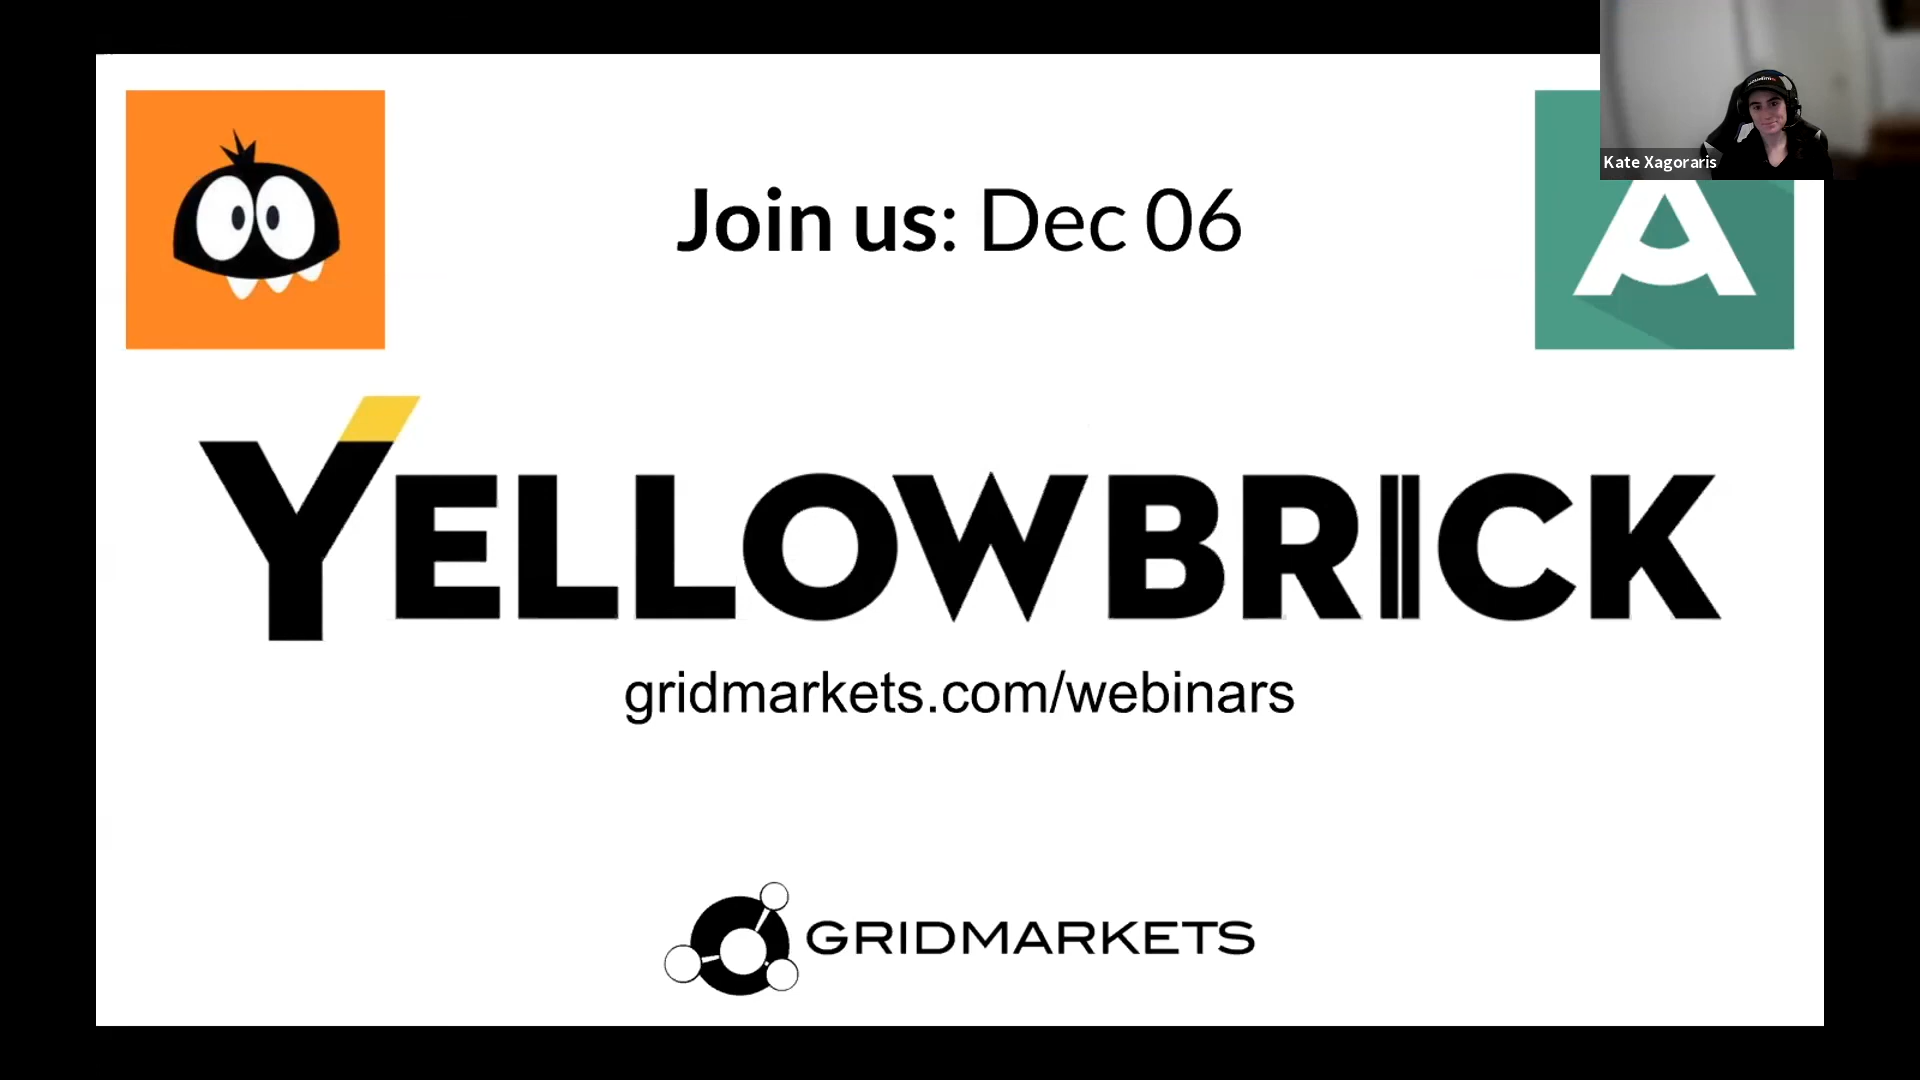 Kate Xagoraris
Join us: Dec 06
A
YELLOWBRICK
gridmarkets.com/webinars
GRIDMARKETS